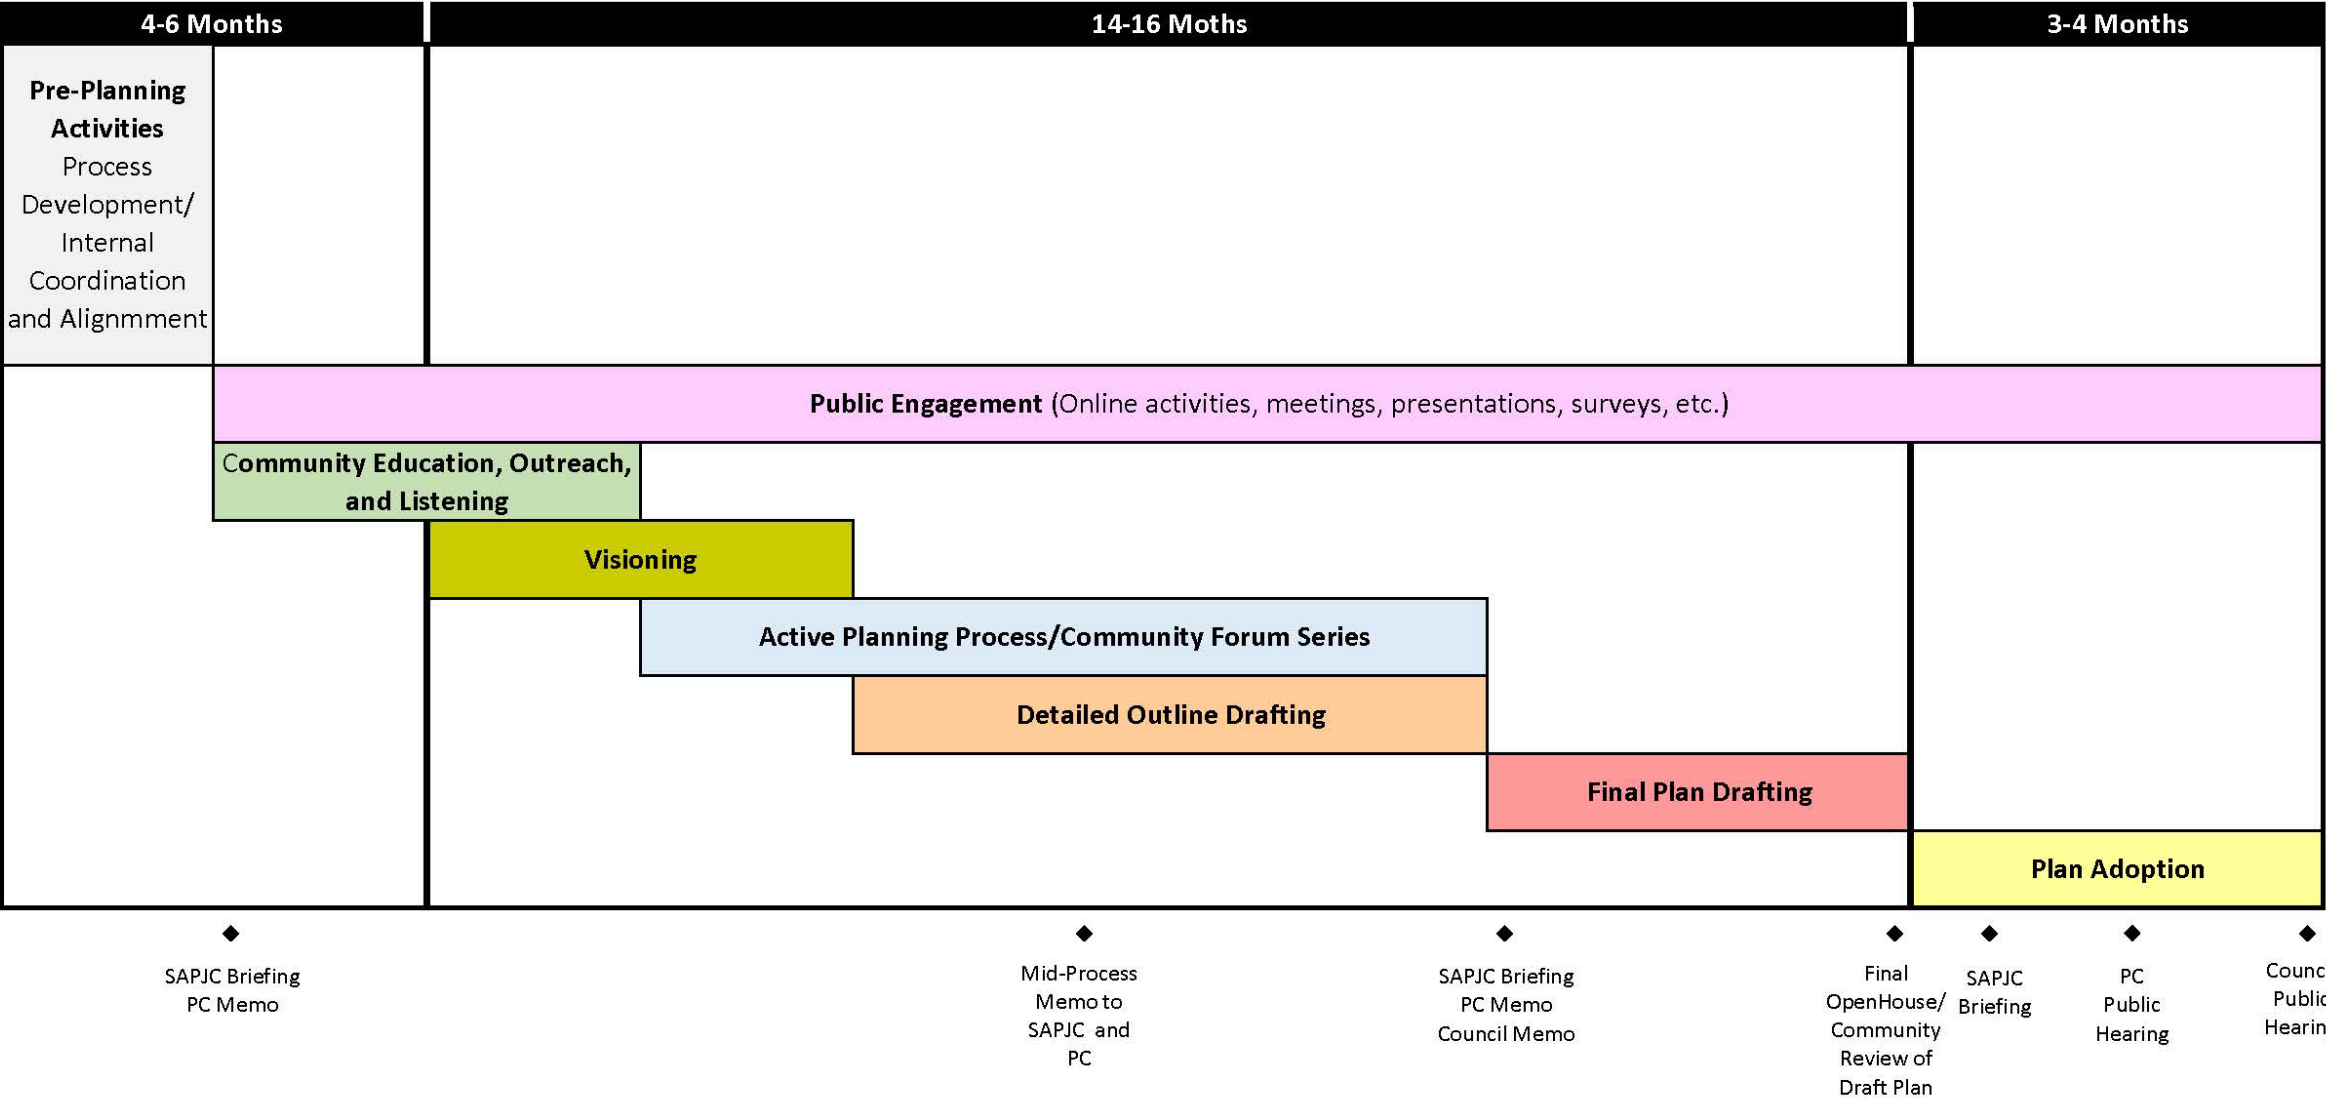 4-6 Months
14-16 Moths
3-4 Months
Pre-Planning
Activities
Process
Development/
Internal
Coordination
and Alignmment
Public Engagement (Online activities, meetings, presentations, surveys, etc.)
Community Education, Outreach,
and Listening
Visioning
Active Planning Process/Community Forum Series
Detailed Outline Drafting
Final Plan Drafting
Plan Adoption
SAPJC Briefing
PC Memo
Mid-Process
Memo to
SAPJC and
PC
SAPJC Briefing
PC Memo
Council Memo
Final
OpenHouse/
Community
Review of
Draft Plan
SAPJC
Briefing
PC
Public
Hearing
Counc
Public
Hearin